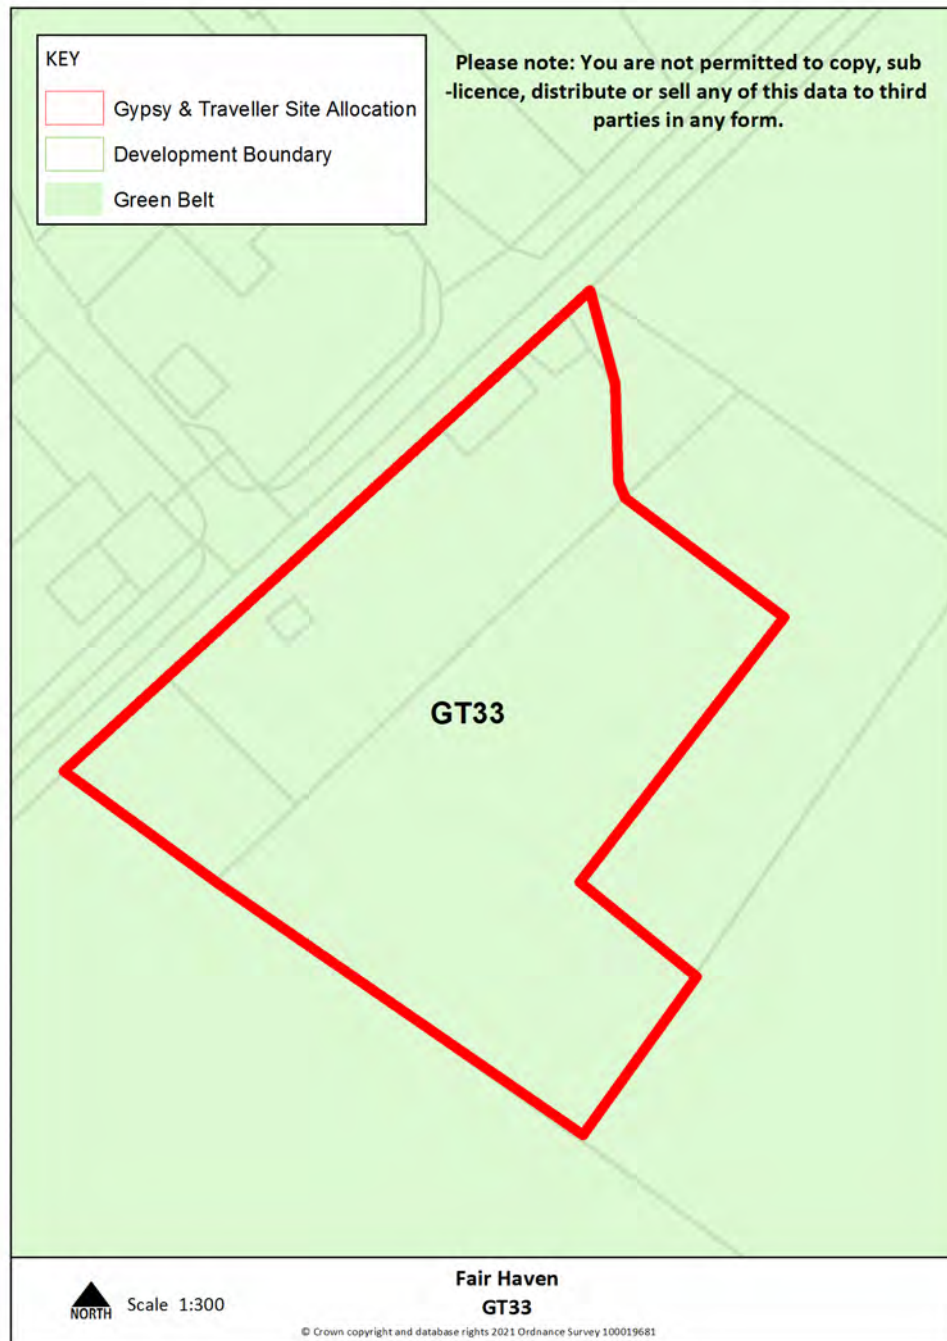 KEY
Gypsy & Traveller Site Allocation
Development Boundary
Green Belt
Please note: You are not permitted to copy, sub
-licence, distribute or sell any of this data to third
parties in any form.
GT33
NORTH
Scale 1:300
Fair Haven
GT33
© Crown copyright and database rights 2021 Ordnance Survey 100019681